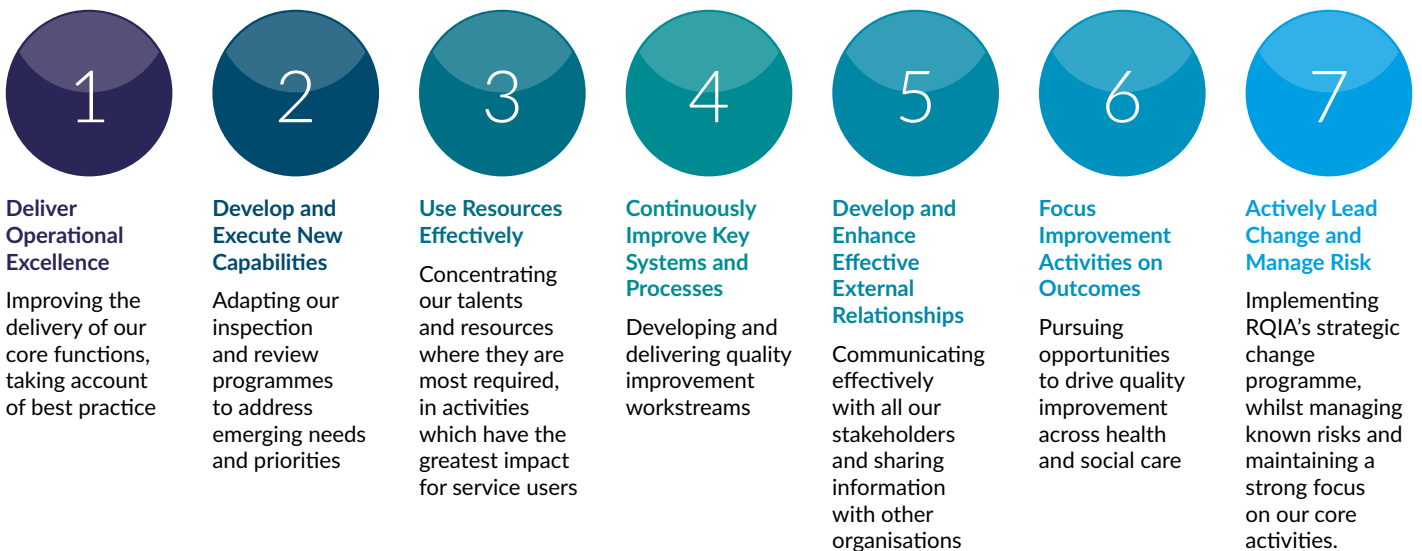 1
Deliver
Operational
Excellence
Improving the
delivery of our
core functions,
taking account
of best practice
2
Develop and
Execute New
Capabilities
Adapting our
inspection
and review
programmes
to address
emerging needs
and priorities
3
Use Resources
Effectively
Concentrating
our talents
and resources
where they are
most required,
in activities
which have the
greatest impact
for service users
4
Continuously
Improve Key
Systems and
Processes
Developing and
delivering quality
improvement
workstreams
5
Develop and
Enhance
Effective
External
Relationships
Communicating
effectively
with all our
stakeholders
and sharing
information
with other
organisations
6
Focus
Improvement
Activities on
Outcomes
Pursuing
opportunities
to drive quality
improvement
across health
and social care
7
Actively Lead
Change and
Manage Risk
Implementing
RQIA's strategic
change
programme,
whilst managing
known risks and
maintaining a
strong focus
on our core
activities.